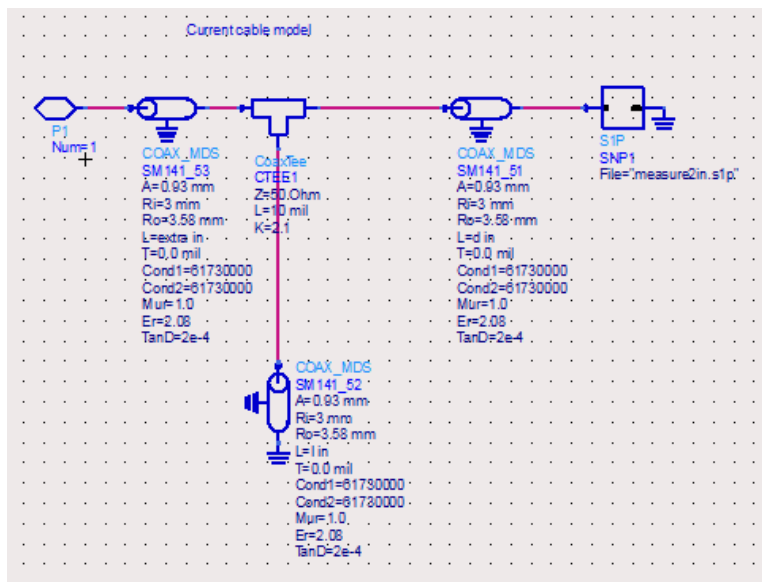 Current cable model
P1
Num=1
COAX_MDS
SM141_53
A=0.93 mm
Ri=3 mm
Ro=3.58 mm
L=extra in
T=0.0 mil
Cond1=61730000
Cond2=61730000
Mur=1.0
Er=2.08
TanD=2e-4
CoaxTee
CTEE1
Z=50 Ohm
L=10 mil
K=2.1
COAX_MDS
SM141_51
A=0.93 mm
Ri=3 mm
Ro=3.58 mm
L=d in
T=0.0 mil
Cond1=61730000
Cond2=61730000
Mur=1.0
Er=2.08
TanD=2e-4
S1P
SNP1
File="measure2in.s1p"
COAX_MDS
SM141_52
A=0.93 mm
Ri=3 mm
Ro=3.58 mm
L=l in
T=0.0 mil
Cond1=61730000
Cond2=61730000
Mur=1.0
Er=2.08
TanD=2e-4